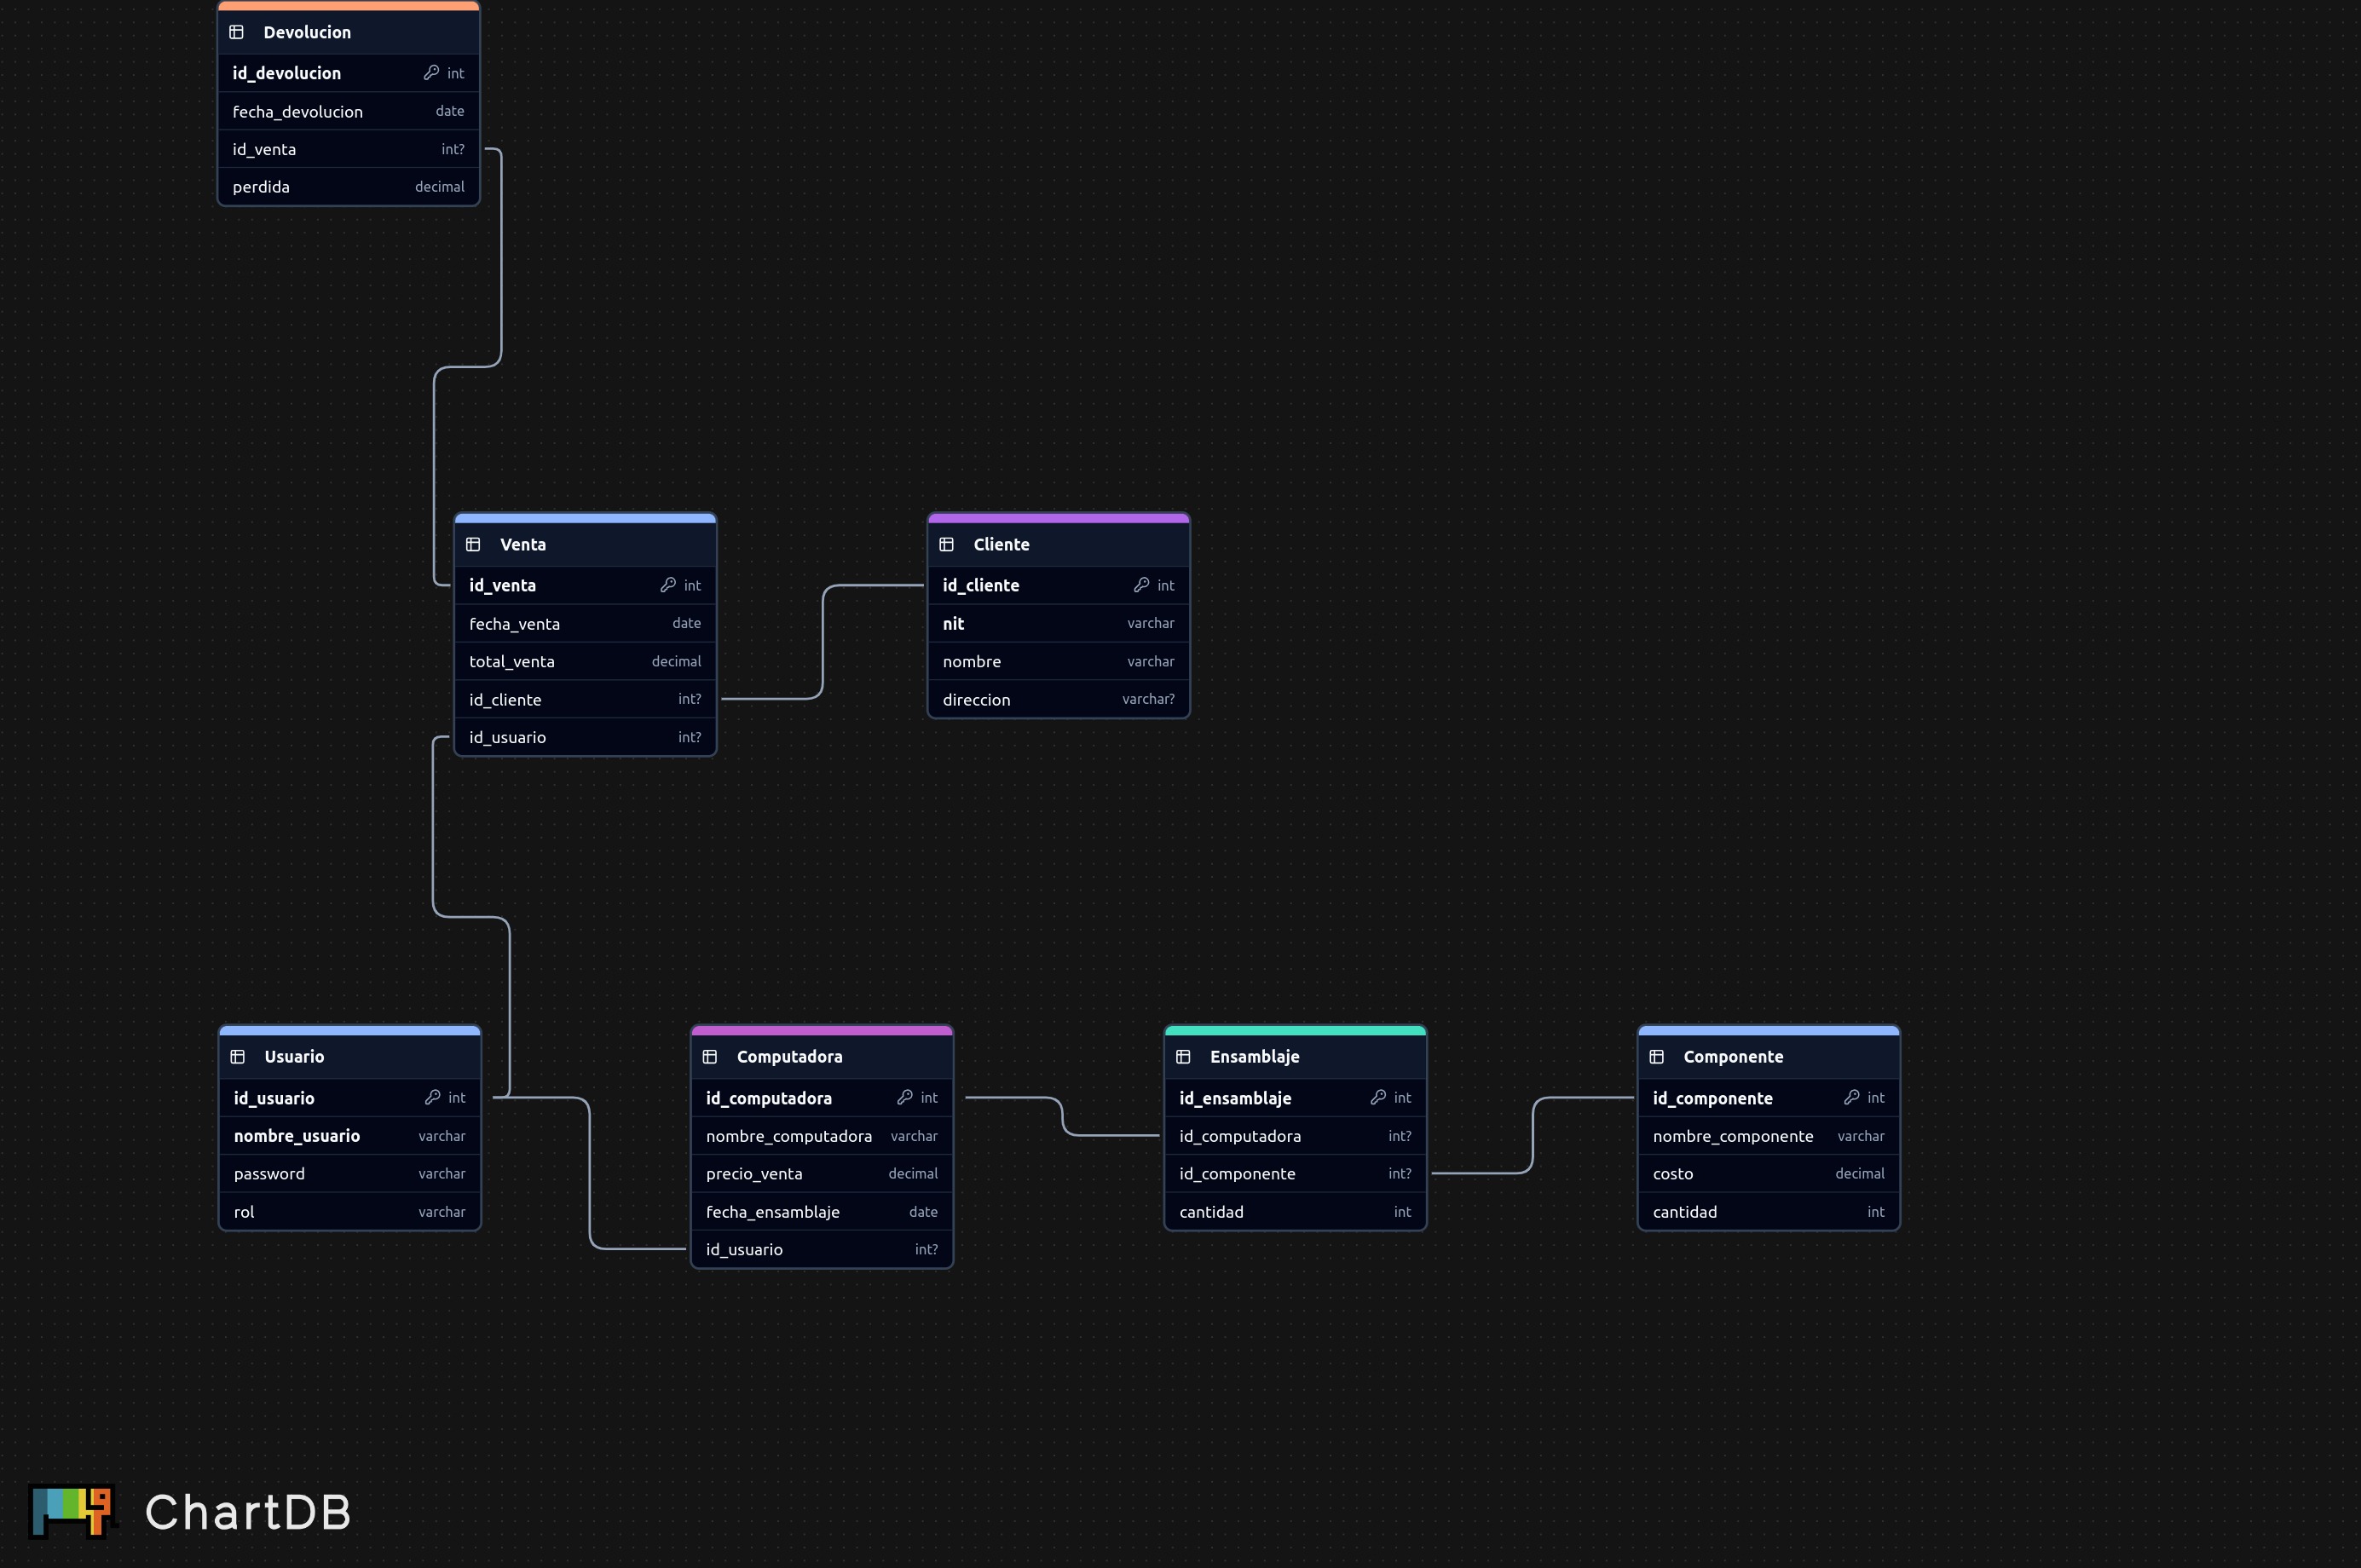 Devolucion
id_devolucion int
fecha_devolucion date
id_venta int?
perdida decimal
Venta
id_venta int
fecha_venta date
total_venta decimal
id_cliente int?
id_usuario int?
Cliente
id_cliente int
nit varchar
nombre varchar
direccion varchar?
Usuario
id_usuario int
nombre_usuario varchar
password varchar
rol varchar
Computadora
id_computadora int
nombre_computadora varchar
precio_venta decimal
fecha_ensamblaje date
id_usuario int?
Ensamblaje
id_ensamblaje int
id_computadora int?
id_componente int?
cantidad int
Componente
id_componente int
nombre_componente varchar
costo decimal
cantidad int
ChartDB